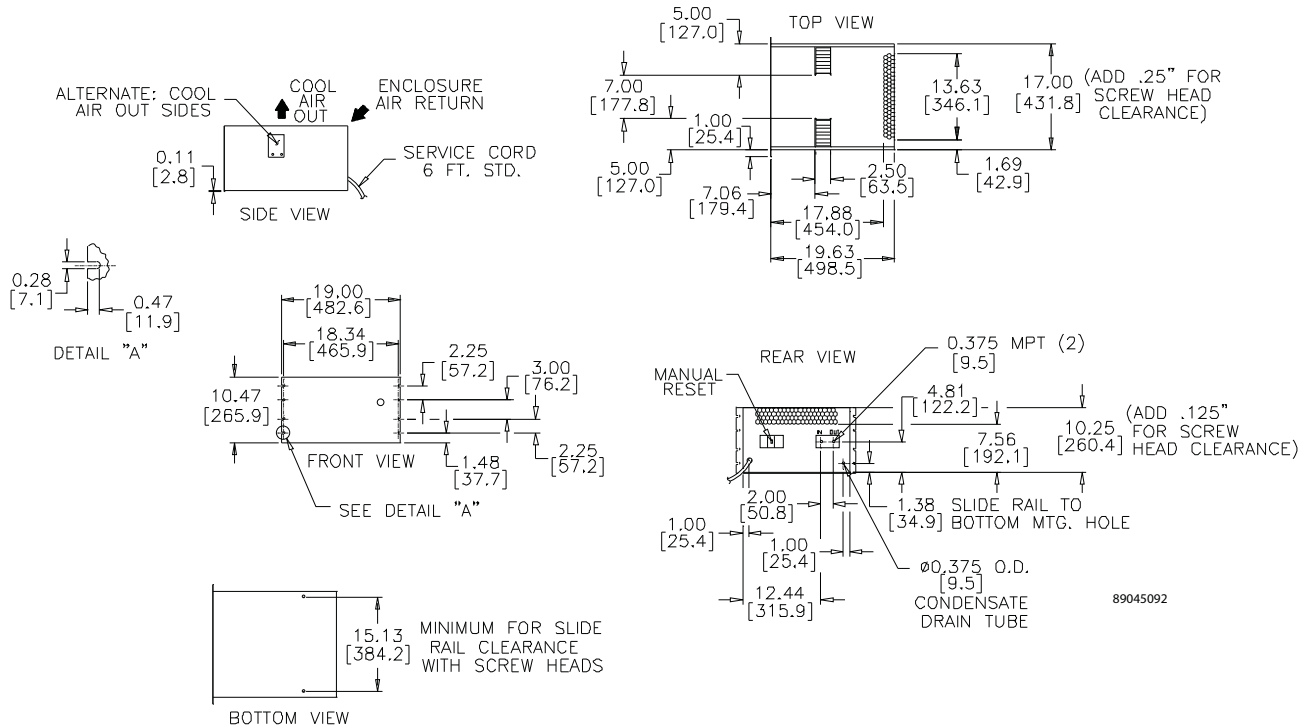 5.00
[127.0]
TOP VIEW
7.00
[177.8]
1.00
[25.4]
5.00
[127.0]
13.63
[346.1]
17.00
[431.8]
(ADD .25" FOR
SCREW HEAD
CLEARANCE)
1.69
[42.9]
2.50
[63.5]
7.06
[179.4]
17.88
[454.0]
19.63
[498.5]
ALTERNATE: COOL
AIR OUT SIDES
COOL
AIR
OUT
ENCLOSURE
AIR RETURN
0.11
[2.8]
SERVICE CORD
6 FT. STD.
SIDE VIEW
0.28
[7.1]
0.47
[11.9]
DETAIL "A"
19.00
[482.6]
18.34
[465.9]
2.25
[57.2]
3.00
[76.2]
10.47
[265.9]
FRONT VIEW
1.48
[37.7]
2.25
[57.2]
SEE DETAIL "A"
REAR VIEW
0.375 MPT (2)
[9.5]
MANUAL
RESET
IN OUT
4.81
[122.2]
7.56
[192.1]
10.25
[260.4]
(ADD .125"
FOR SCREW
HEAD CLEARANCE)
2.00
[50.8]
1.38
[34.9]
SLIDE RAIL TO
BOTTOM MTG. HOLE
1.00
[25.4]
1.00
[25.4]
12.44
[315.9]
ø0.375 O.D.
[9.5]
CONDENSATE
DRAIN TUBE
89045092
15.13
[384.2]
MINIMUM FOR SLIDE
RAIL CLEARANCE
WITH SCREW HEADS
BOTTOM VIEW